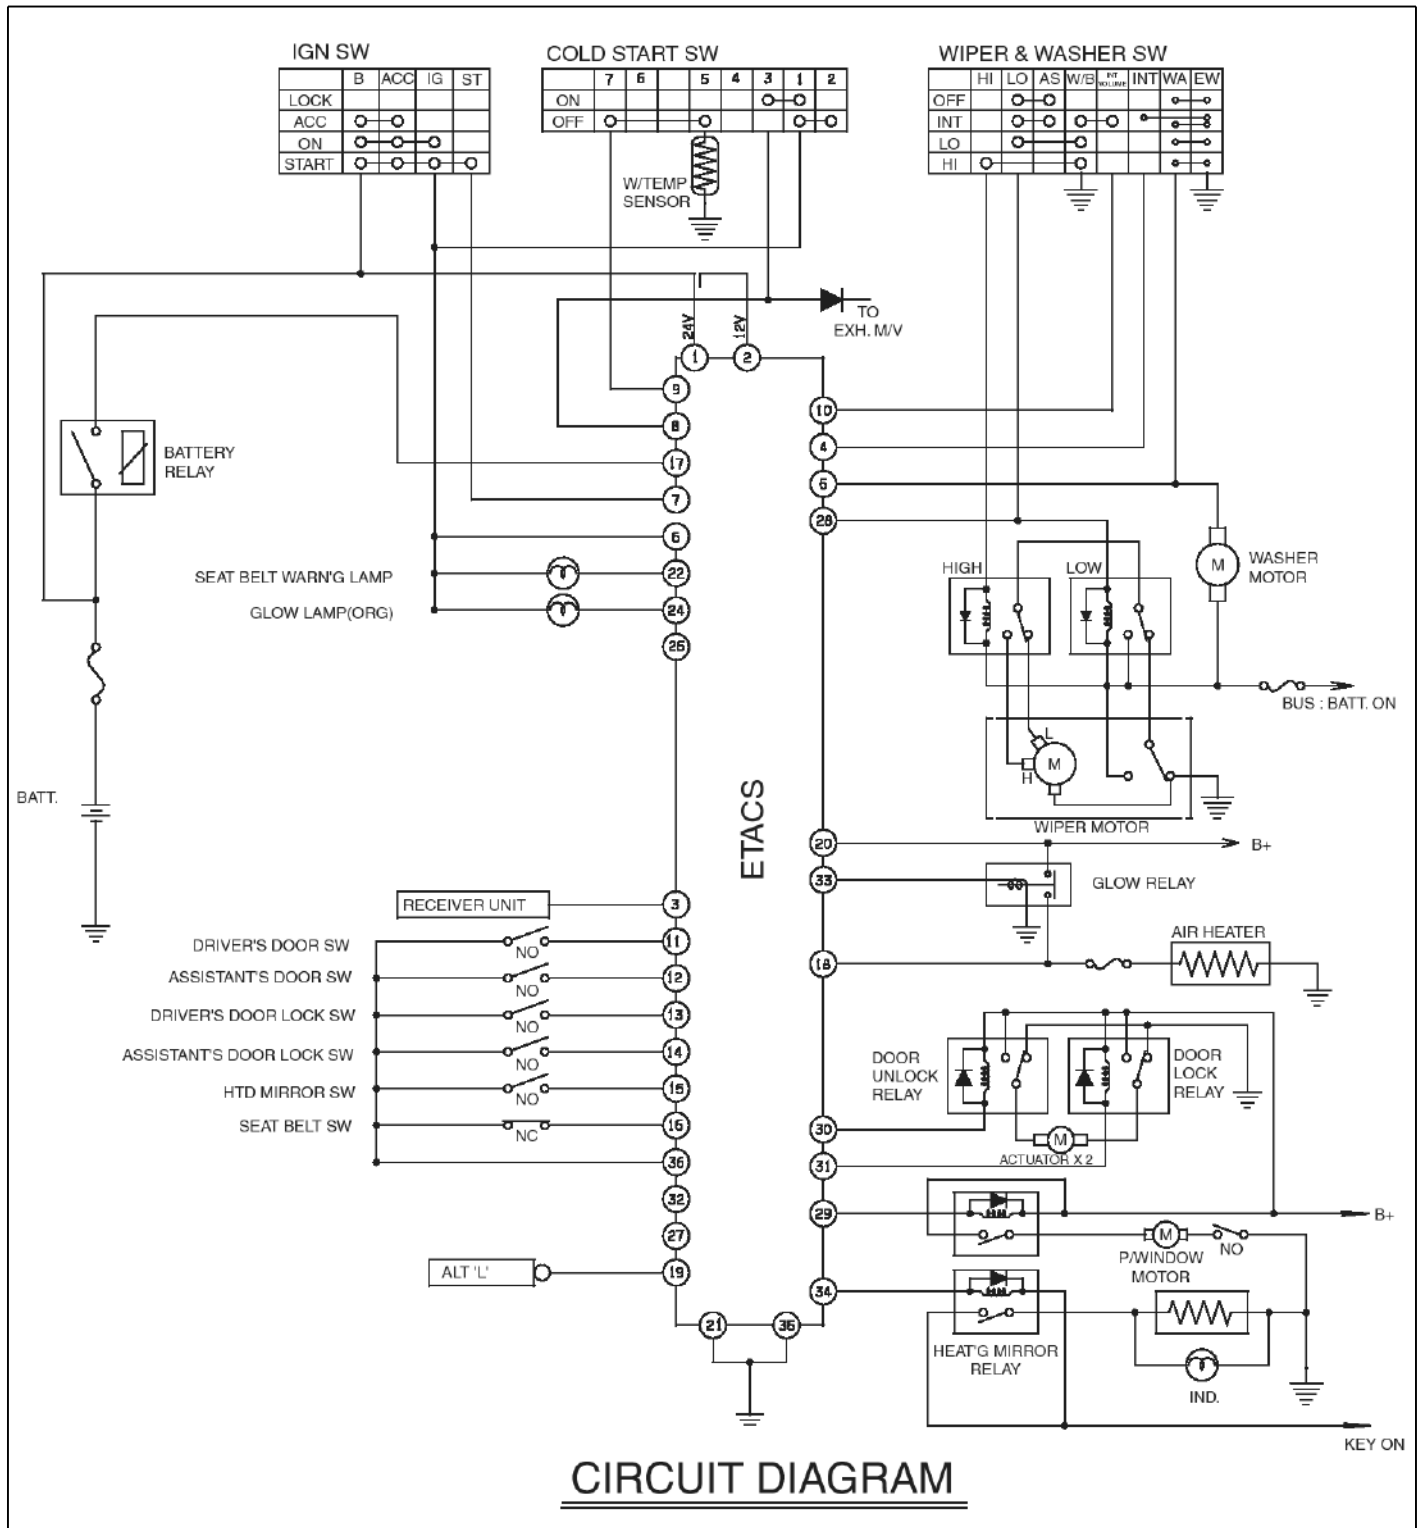 IGN SW
B ACC IG ST
LOCK
ACC
ON
START
COLD START SW
7 6 5 4 3 1 2
ON
OFF
W/TEMP
SENSOR
WIPER & WASHER SW
HI LO AS W/B INT VOLUME INT WA EW
OFF
INT
LO
HI
TO
EXH. M/V
24V
12V
1
2
9
8
17
7
6
22
24
26
BATTERY
RELAY
SEAT BELT WARN'G LAMP
GLOW LAMP(ORG)
BATT.
10
4
5
28
HIGH
LOW
M
WASHER
MOTOR
BUS : BATT. ON
L
M
H
WIPER MOTOR
ETACS
20
B+
33
GLOW RELAY
18
AIR HEATER
RECEIVER UNIT
3
DRIVER'S DOOR SW
NO
11
ASSISTANT'S DOOR SW
NO
12
DRIVER'S DOOR LOCK SW
NO
13
ASSISTANT'S DOOR LOCK SW
NO
14
HTD MIRROR SW
NO
15
SEAT BELT SW
NC
16
36
32
27
ALT 'L'
19
21
35
DOOR
UNLOCK
RELAY
DOOR
LOCK
RELAY
30
M
ACTUATOR X 2
31
29
B+
M
NO
P/WINDOW
MOTOR
34
HEAT'G MIRROR
RELAY
IND.
KEY ON
CIRCUIT DIAGRAM